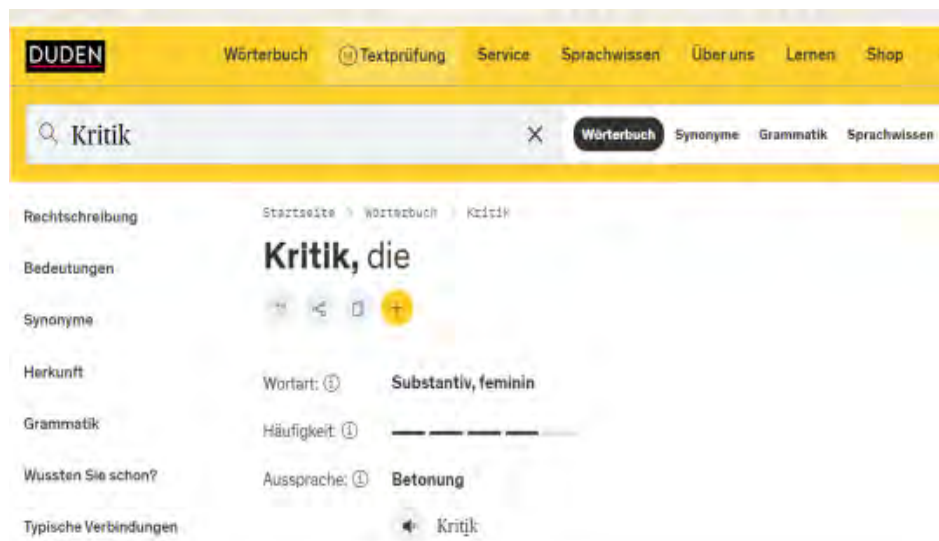 DUDEN
Wörterbuch Textprüfung Service Sprachwissen Über uns Lernen Shop
Kritik
Wörterbuch Synonyme Grammatik Sprachwissen
Rechtschreibung
Bedeutungen
Synonyme
Herkunft
Grammatik
Wussten Sie schon?
Typische Verbindungen
Startseite > Wörterbuch > Kritik
Kritik, die
Wortart: Substantiv, feminin
Häufigkeit:
Aussprache: Betonung
Kritik